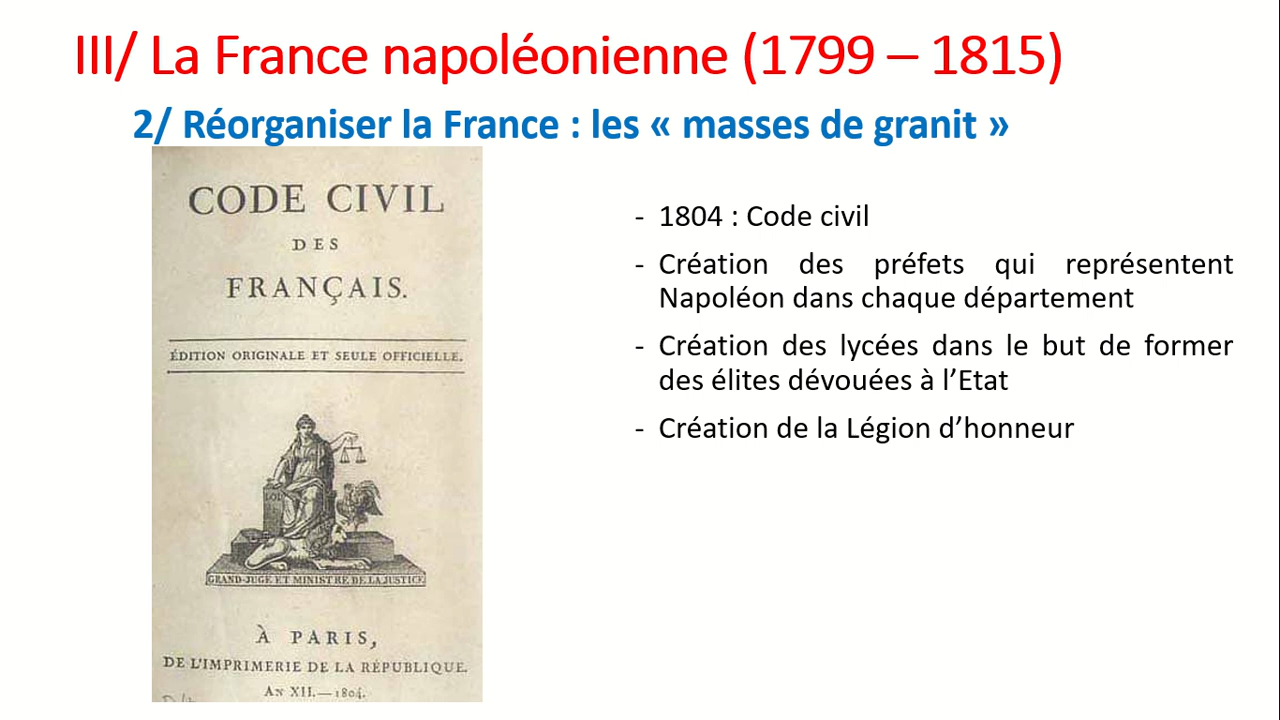 III/ La France napoléonienne (1799 – 1815)
2/ Réorganiser la France : les « masses de granit »
CODE CIVIL
DES
FRANÇAIS.
ÉDITION ORIGINALE ET SEULE OFFICIELLE.
LOI
GRAND-JUGE ET MINISTRE DE LA JUSTICE
À PARIS,
DE L'IMPRIMERIE DE LA RÉPUBLIQUE.
AN XII. — 1804.
- 1804 : Code civil
- Création des préfets qui représentent
Napoléon dans chaque département
- Création des lycées dans le but de former
des élites dévouées à l’Etat
- Création de la Légion d’honneur